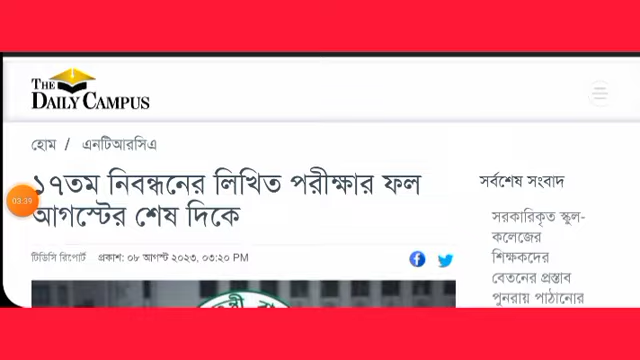 THE
DAILY CAMPUS
হোম / এনটিআরসিএ
১৭তম নিবন্ধনের লিখিত পরীক্ষার ফল
আগস্টের শেষ দিকে
03:39
টিডিসি রিপোর্ট প্রকাশ: ০৮ আগস্ট ২০২৩, ০৩:২০ PM
সর্বশেষ সংবাদ
সরকারিকৃত স্কুল-
কলেজের
শিক্ষকদের
বেতনের প্রস্তাব
পুনরায় পাঠানোর